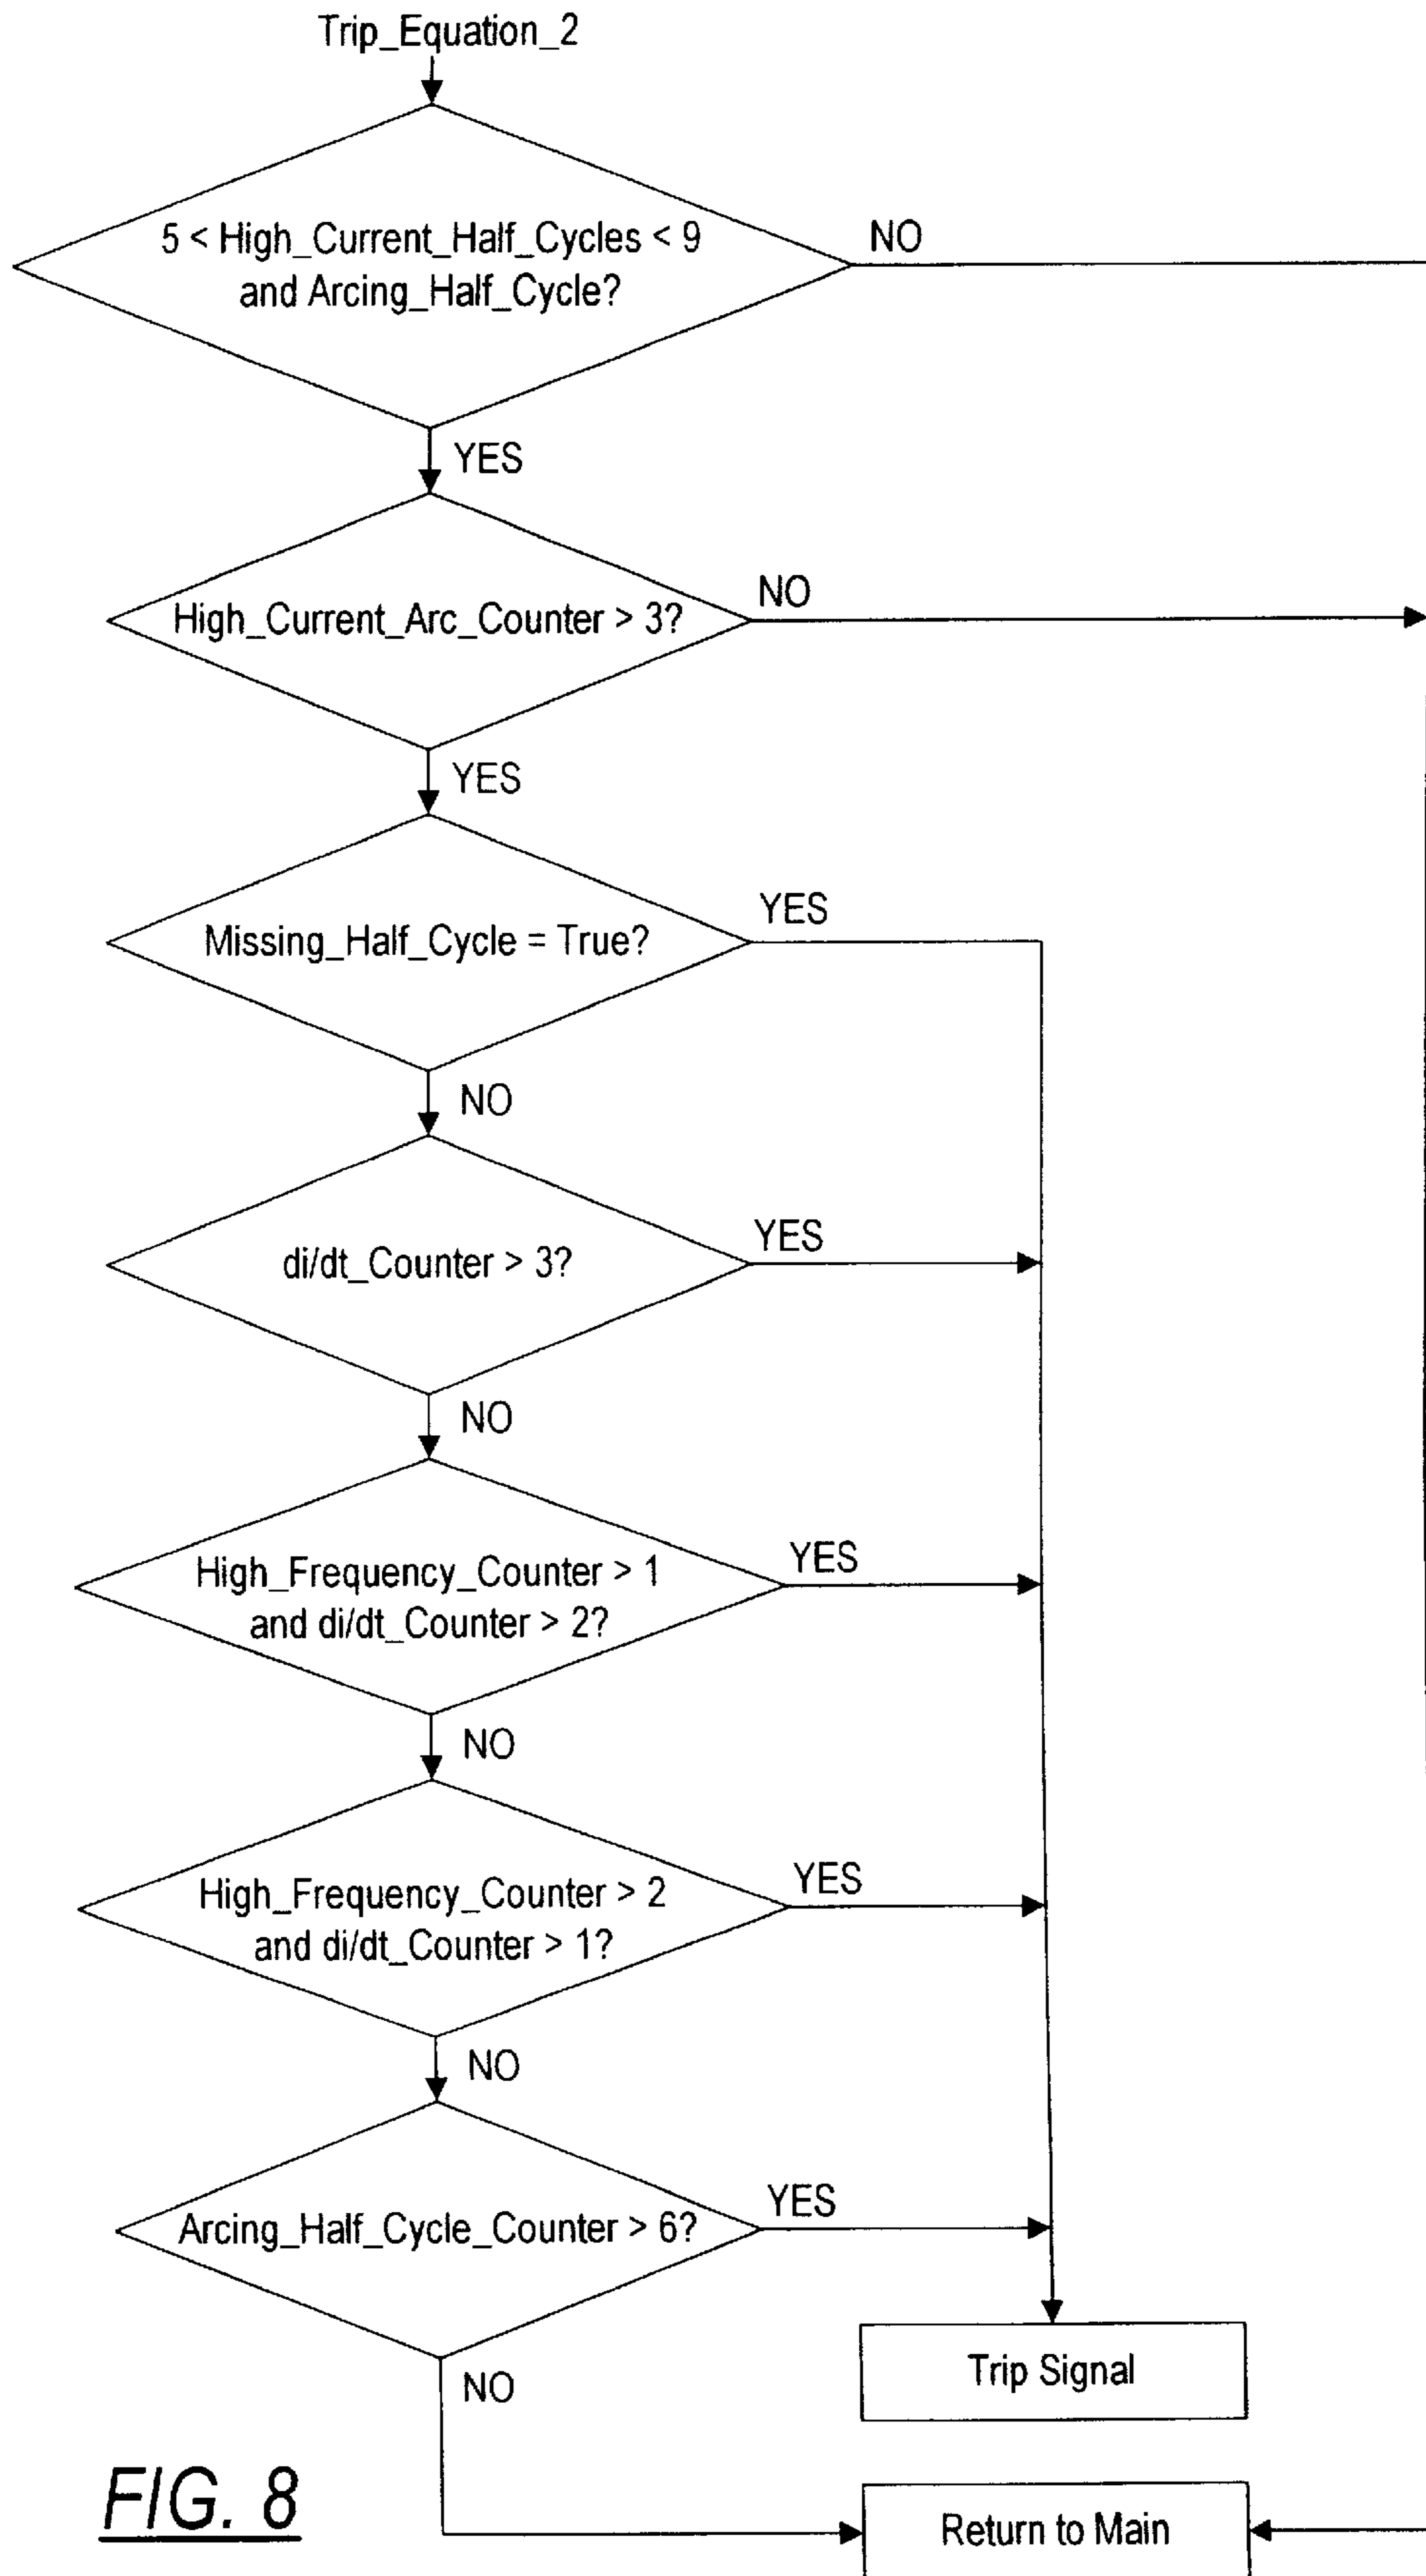 Trip_Equation_2
5 < High_Current_Half_Cycles < 9
and Arcing_Half_Cycle?
NO
YES
High_Current_Arc_Counter > 3?
NO
YES
Missing_Half_Cycle = True?
YES
NO
di/dt_Counter > 3?
YES
NO
High_Frequency_Counter > 1
and di/dt_Counter > 2?
YES
NO
High_Frequency_Counter > 2
and di/dt_Counter > 1?
YES
NO
Arcing_Half_Cycle_Counter > 6?
YES
NO
Trip Signal
Return to Main
FIG. 8